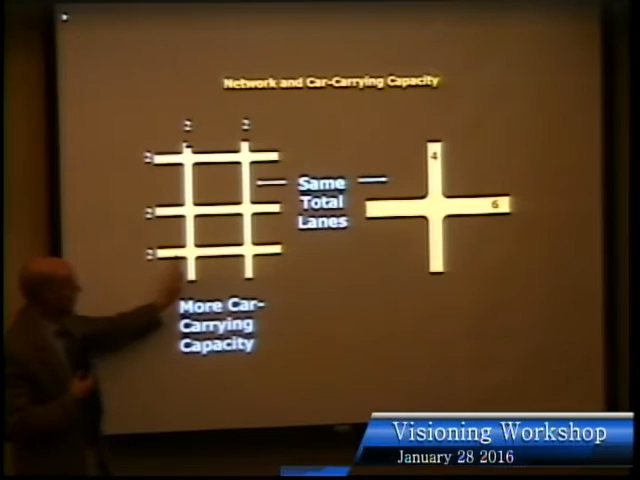 Network and Car-Carrying Capacity
2 2
2
4
Same
Total
Lanes
2
6
2
More Car-
Carrying
Capacity
Visioning Workshop
January 28 2016